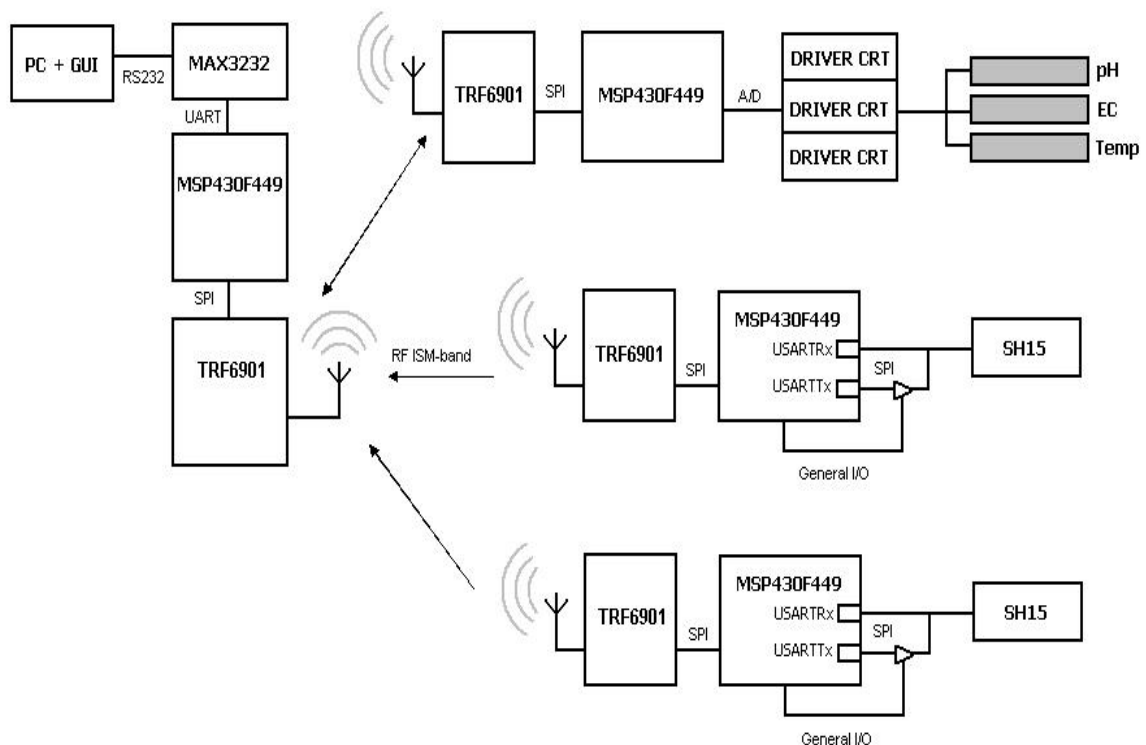 PC + GUI
RS232
MAX3232
UART
MSP430F449
SPI
TRF6901
TRF6901
SPI
MSP430F449
A/D
DRIVER CRT
DRIVER CRT
DRIVER CRT
pH
EC
Temp
RF ISM-band
TRF6901
SPI
MSP430F449
USARTRx
USARTTx
SPI
General I/O
SH15
TRF6901
SPI
MSP430F449
USARTRx
USARTTx
SPI
General I/O
SH15